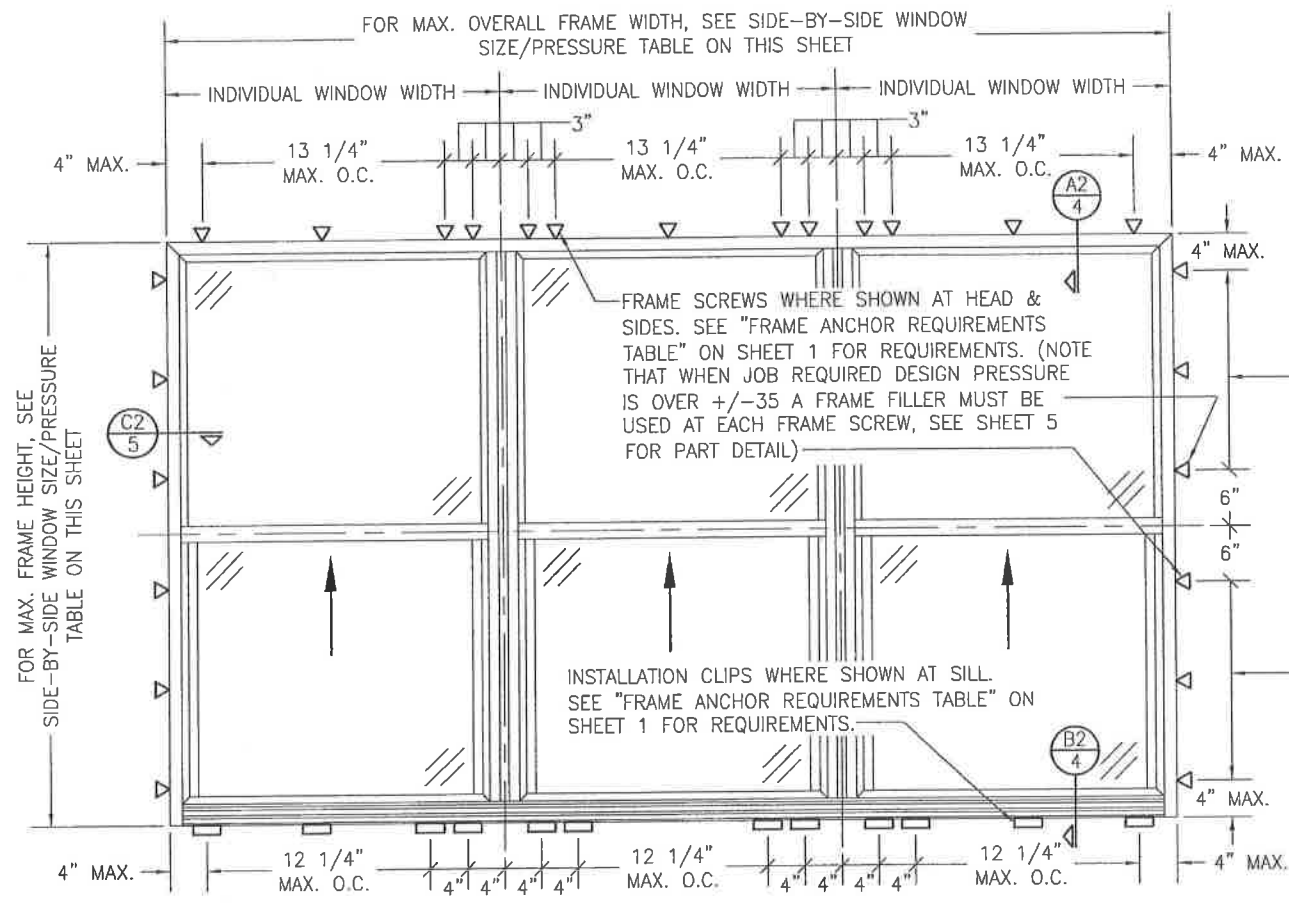 FOR MAX. OVERALL FRAME WIDTH, SEE SIDE-BY-SIDE WINDOW
SIZE/PRESSURE TABLE ON THIS SHEET
INDIVIDUAL WINDOW WIDTH
INDIVIDUAL WINDOW WIDTH
INDIVIDUAL WINDOW WIDTH
3"
3"
4" MAX.
13 1/4"
MAX. O.C.
13 1/4"
MAX. O.C.
13 1/4"
MAX. O.C.
4" MAX.
A2
4
4" MAX.
FRAME SCREWS WHERE SHOWN AT HEAD &
SIDES. SEE "FRAME ANCHOR REQUIREMENTS
TABLE" ON SHEET 1 FOR REQUIREMENTS. (NOTE
THAT WHEN JOB REQUIRED DESIGN PRESSURE
IS OVER +/-35 A FRAME FILLER MUST BE
USED AT EACH FRAME SCREW, SEE SHEET 5
FOR PART DETAIL)
C2
5
FOR MAX. FRAME HEIGHT, SEE
SIDE-BY-SIDE WINDOW SIZE/PRESSURE
TABLE ON THIS SHEET
6"
6"
INSTALLATION CLIPS WHERE SHOWN AT SILL.
SEE "FRAME ANCHOR REQUIREMENTS TABLE" ON
SHEET 1 FOR REQUIREMENTS.
B2
4
4" MAX.
4" MAX.
12 1/4"
MAX. O.C.
4"
4"
4"
4"
12 1/4"
MAX. O.C.
4"
4"
4"
4"
12 1/4"
MAX. O.C.
4" MAX.